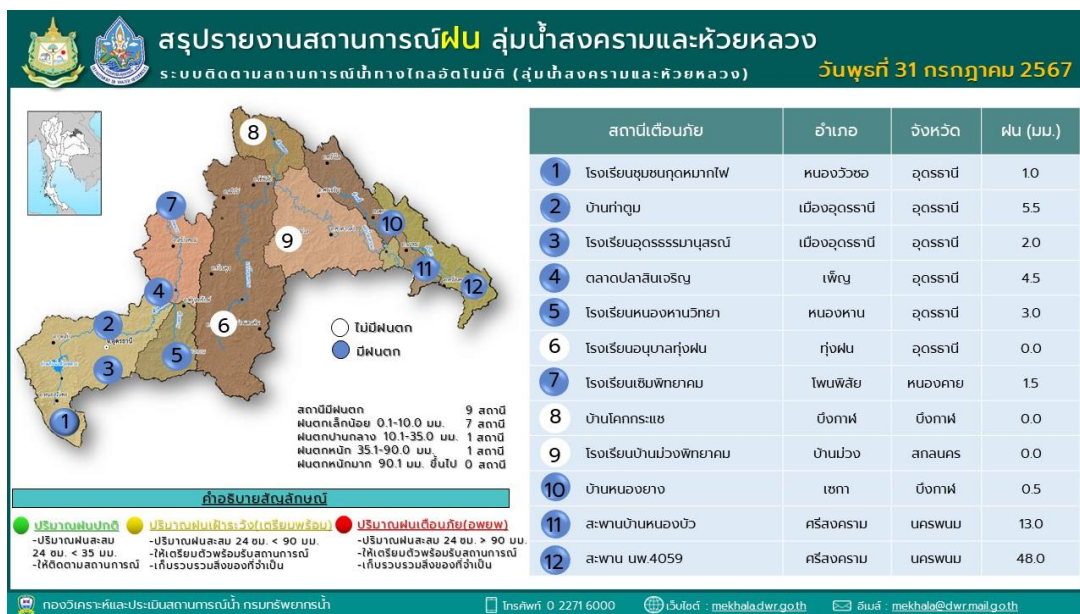 สรุปรายงานสถานการณ์ฝน ลุ่มน้ำสงครามและห้วยหลวง
ระบบติดตามสถานการณ์น้ำทางไกลอัตโนมัติ (ลุ่มน้ำสงครามและห้วยหลวง)
วันพุธที่ 31 กรกฎาคม 2567
8
7
9
10
11
12
4
2
6
5
3
1
ไม่มีฝนตก
มีฝนตก
สถานีมีฝนตก 9 สถานี
ฝนตกเล็กน้อย 0.1-10.0 มม. 7 สถานี
ฝนตกปานกลาง 10.1-35.0 มม. 1 สถานี
ฝนตกหนัก 35.1-90.0 มม. 1 สถานี
ฝนตกหนักมาก 90.1 มม. ขึ้นไป 0 สถานี
คำอธิบายสัญลักษณ์
ปริมาณฝนปกติ
-ปริมาณฝนสะสม
24 ชม. < 35 มม.
-ให้ติดตามสถานการณ์
ปริมาณฝนเฝ้าระวัง(เตรียมพร้อม)
-ปริมาณฝนสะสม 24 ชม. < 90 มม.
-ให้เตรียมตัวพร้อมรับสถานการณ์
-เก็บรวบรวมสิ่งของที่จำเป็น
ปริมาณฝนเตือนภัย(อพยพ)
-ปริมาณฝนสะสม 24 ชม. > 90 มม.
-ให้เตรียมตัวพร้อมรับสถานการณ์
-เก็บรวบรวมสิ่งของที่จำเป็น
สถานีเตือนภัย อำเภอ จังหวัด ฝน (มม.)
1 โรงเรียนชุมชนกุดหมากไฟ หนองวัวซอ อุดรธานี 1.0
2 บ้านท่าตูม เมืองอุดรธานี อุดรธานี 5.5
3 โรงเรียนอุดรธรรมานุสรณ์ เมืองอุดรธานี อุดรธานี 2.0
4 ตลาดปลาสินเจริญ เพ็ญ อุดรธานี 4.5
5 โรงเรียนหนองหานวิทยา หนองหาน อุดรธานี 3.0
6 โรงเรียนอนุบาลทุ่งฝน ทุ่งฝน อุดรธานี 0.0
7 โรงเรียนเซิมพิทยาคม โพนพิสัย หนองคาย 1.5
8 บ้านโคกกระแซ บึงกาฬ บึงกาฬ 0.0
9 โรงเรียนบ้านม่วงพิทยาคม บ้านม่วง สกลนคร 0.0
10 บ้านหนองยาง เซกา บึงกาฬ 0.5
11 สะพานบ้านหนองบัว ศรีสงคราม นครพนม 13.0
12 สะพาน นพ.4059 ศรีสงคราม นครพนม 48.0
กองวิเคราะห์และประเมินสถานการณ์น้ำ กรมทรัพยากรน้ำ
โทรศัพท์ 0 2271 6000
เว็บไซต์ : mekhala.dwr.go.th
อีเมล์ : mekhala@dwr.mail.go.th